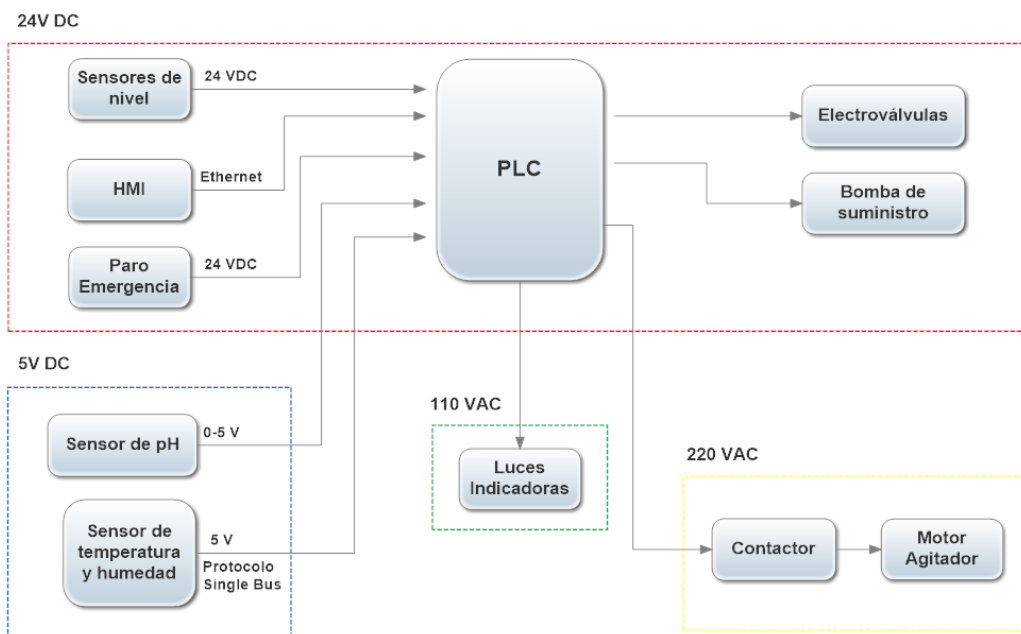 24V DC
Sensores de
nivel
24 VDC
HMI
Ethernet
Paro
Emergencia
24 VDC
PLC
Electroválvulas
Bomba de
suministro
5V DC
Sensor de pH
0-5 V
Sensor de
temperatura
y humedad
5 V
Protocolo
Single Bus
110 VAC
Luces
Indicadoras
220 VAC
Contactor
Motor
Agitador